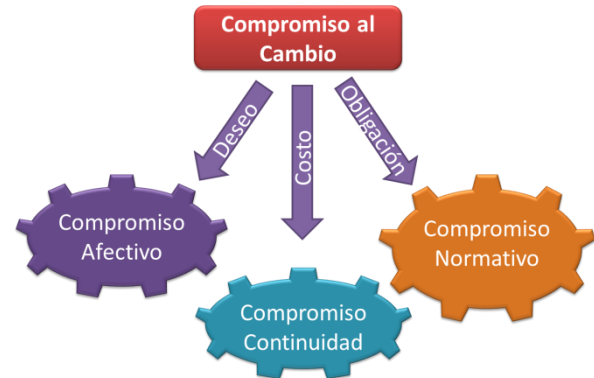 Compromiso al
Cambio
Deseo
Costo
Obligación
Compromiso
Afectivo
Compromiso
Continuidad
Compromiso
Normativo